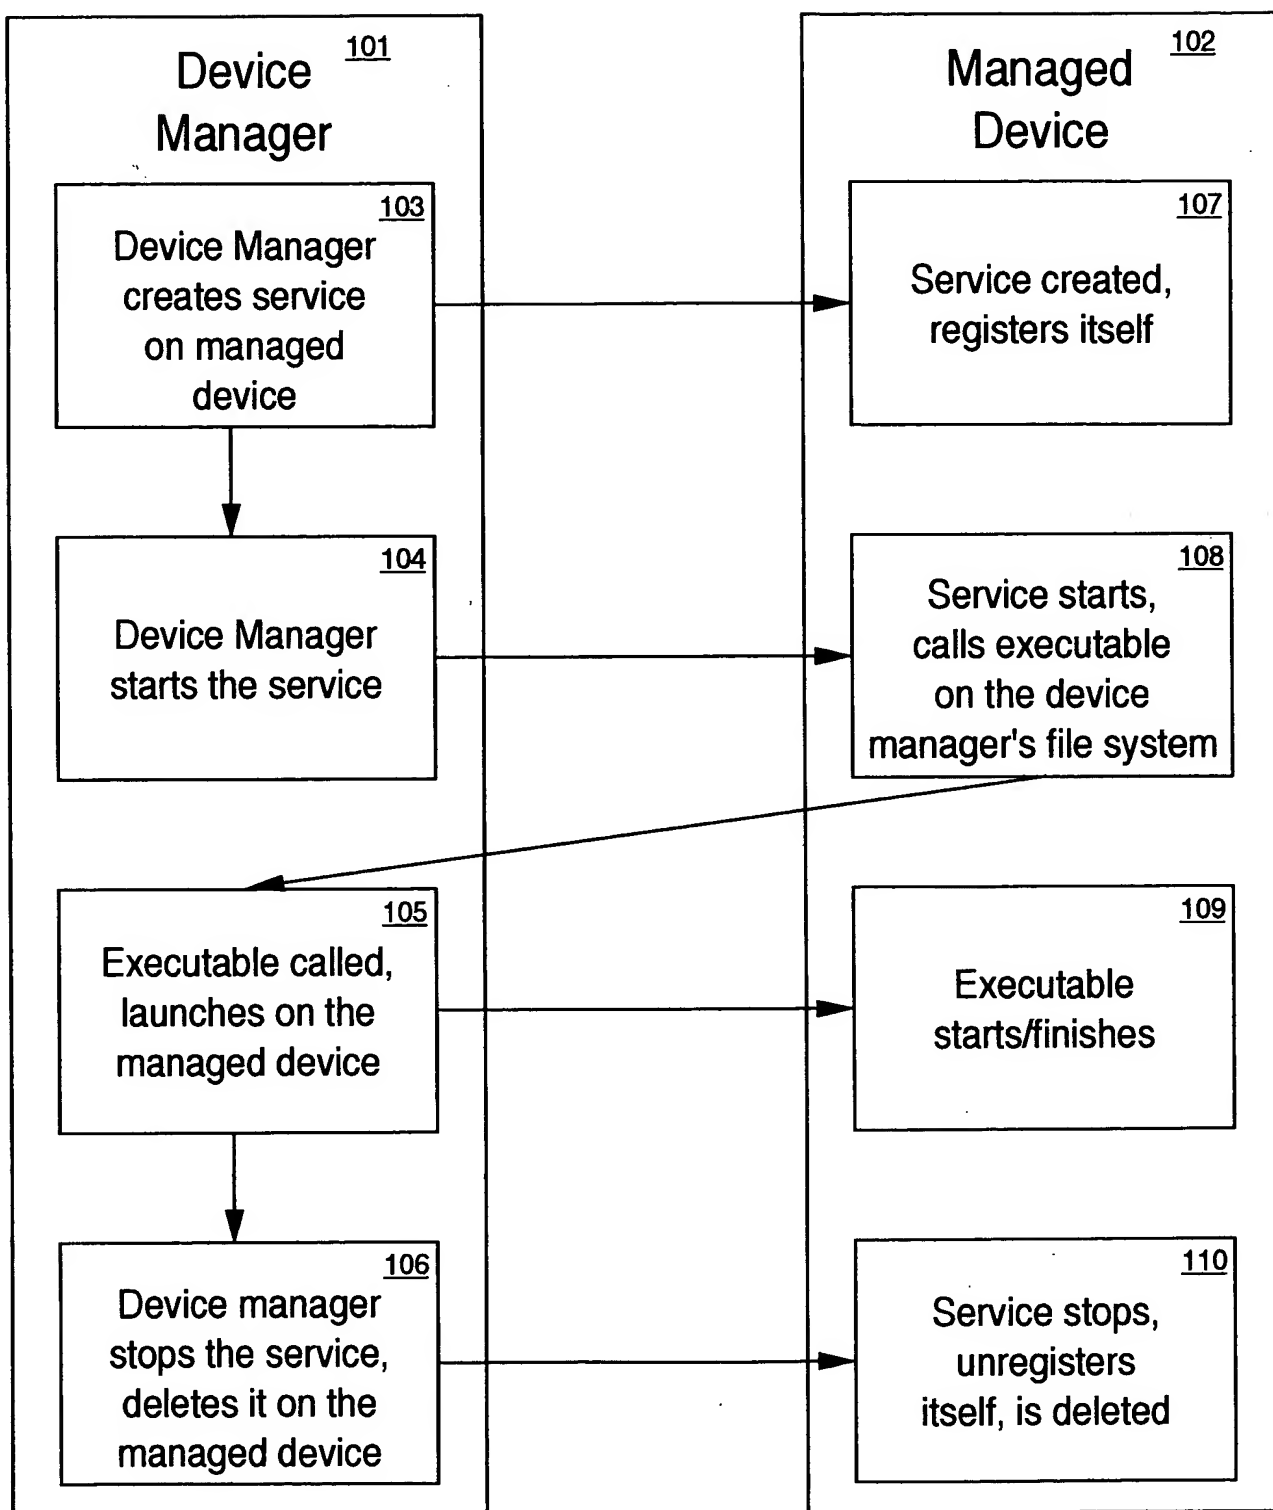 101
Device
Manager
103
Device Manager
creates service
on managed
device
104
Device Manager
starts the service
105
Executable called,
launches on the
managed device
106
Device manager
stops the service,
deletes it on the
managed device
102
Managed
Device
107
Service created,
registers itself
108
Service starts,
calls executable
on the device
manager's file system
109
Executable
starts/finishes
110
Service stops,
unregisters
itself, is deleted